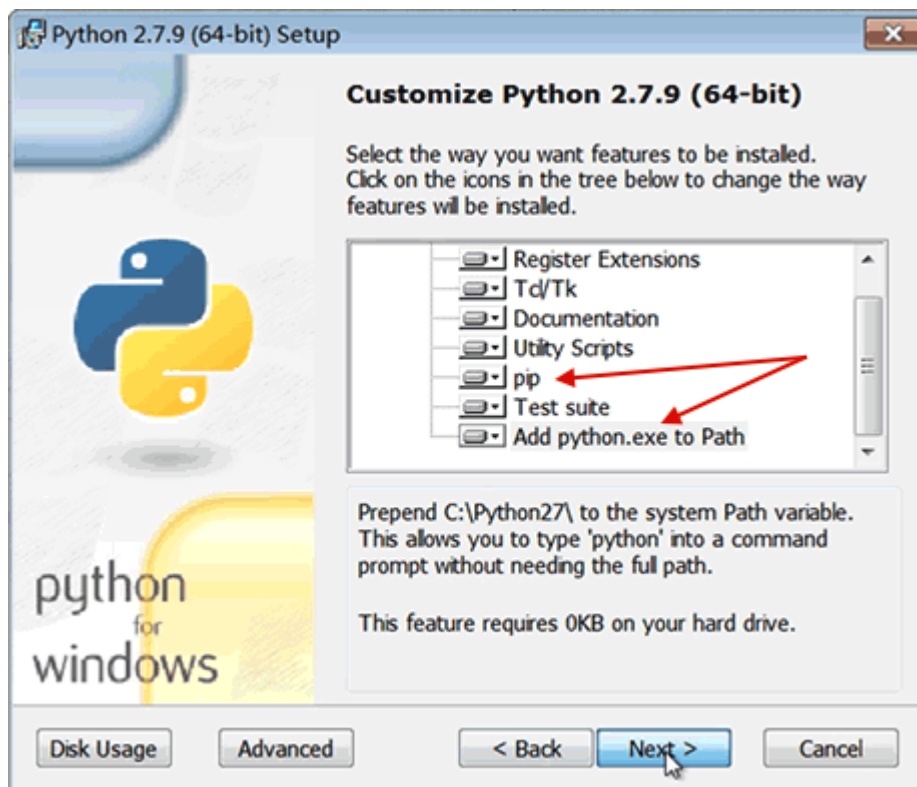 Python 2.7.9 (64-bit) Setup
Customize Python 2.7.9 (64-bit)
Select the way you want features to be installed.
Click on the icons in the tree below to change the way
features will be installed.
Register Extensions
Tcl/Tk
Documentation
Utility Scripts
pip
Test suite
Add python.exe to Path
Prepend C:\Python27\ to the system Path variable.
This allows you to type 'python' into a command
prompt without needing the full path.
This feature requires 0KB on your hard drive.
python
for
windows
Disk Usage
Advanced
< Back
Next >
Cancel